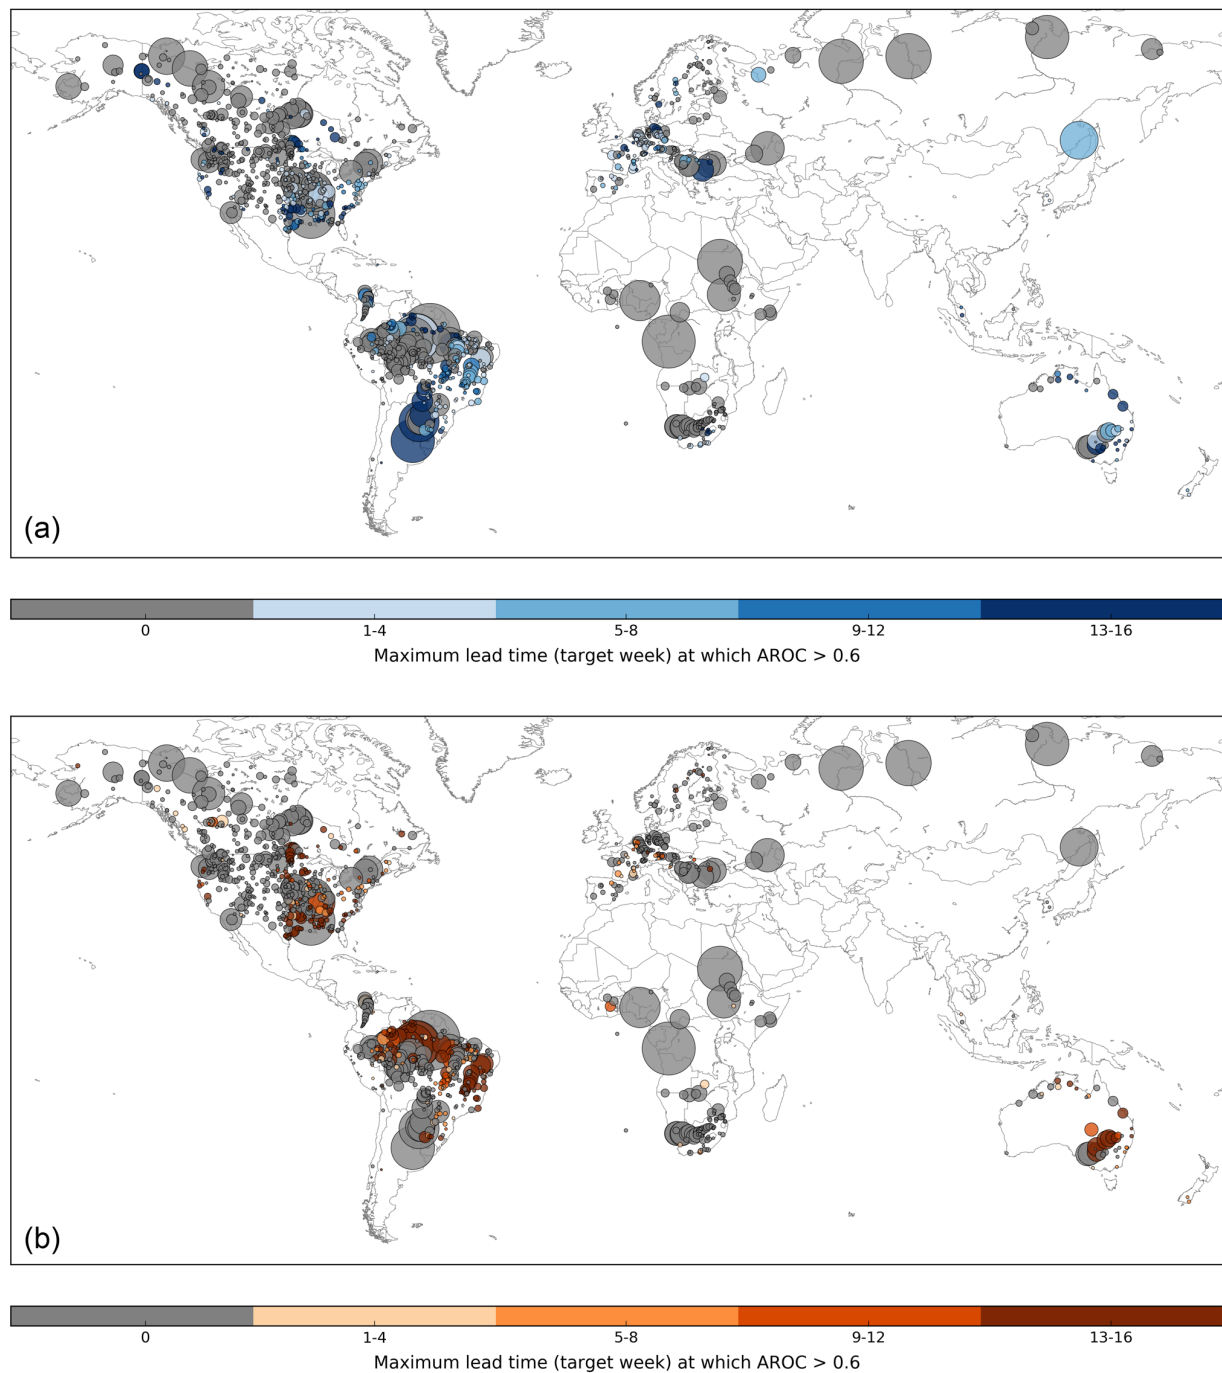 (a)
0 1-4 5-8 9-12 13-16
Maximum lead time (target week) at which AROC > 0.6
(b)
0 1-4 5-8 9-12 13-16
Maximum lead time (target week) at which AROC > 0.6